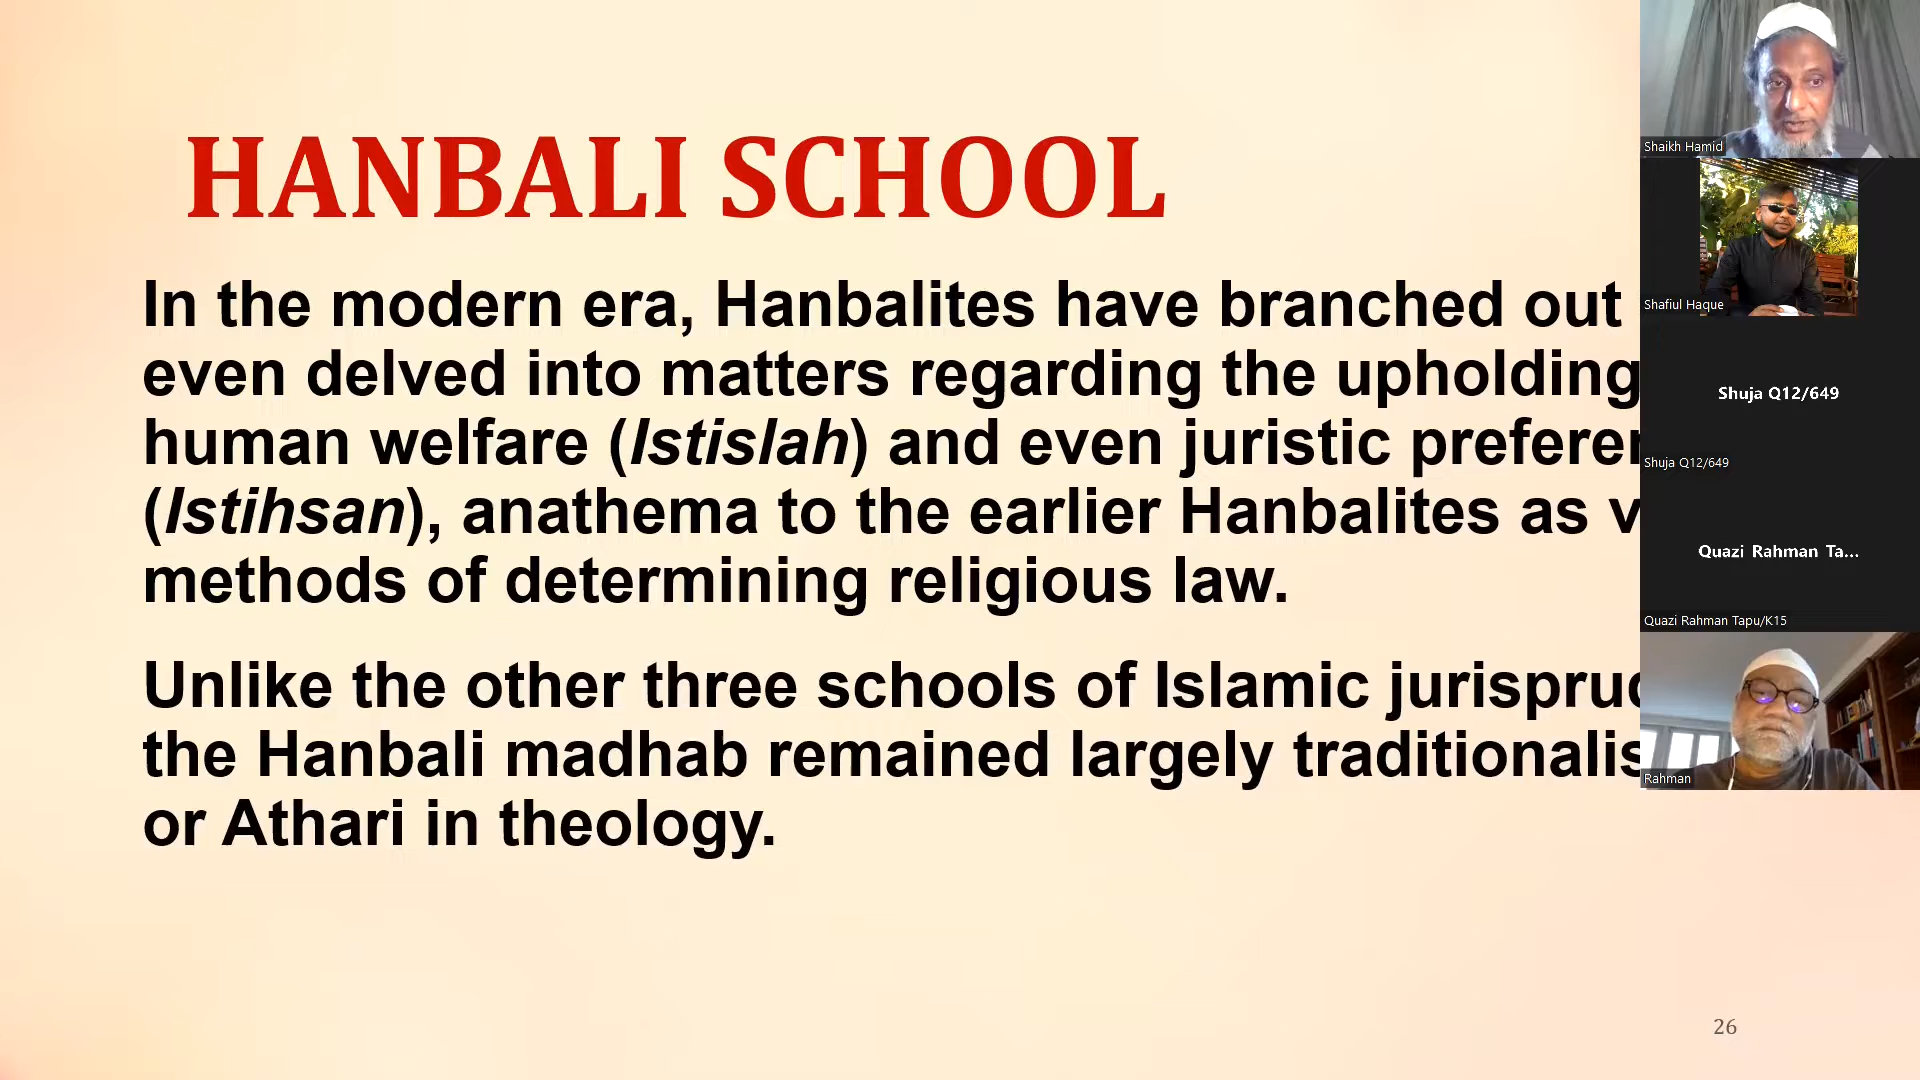 HANBALI SCHOOL
In the modern era, Hanbalites have branched out
even delved into matters regarding the upholding
human welfare (Istislah) and even juristic
(Istihsan), anathema to the earlier Hanbalites as
methods of determining religious law.
Unlike the other three schools of Islamic
the Hanbali madhab remained largely
or Athari in theology.
26
Shaikh Hamid
Shafiul Haque
Shuja Q12/649
Shuja Q12/649
Quazi Rahman Ta...
Quazi Rahman Tapu/K15
Rahman